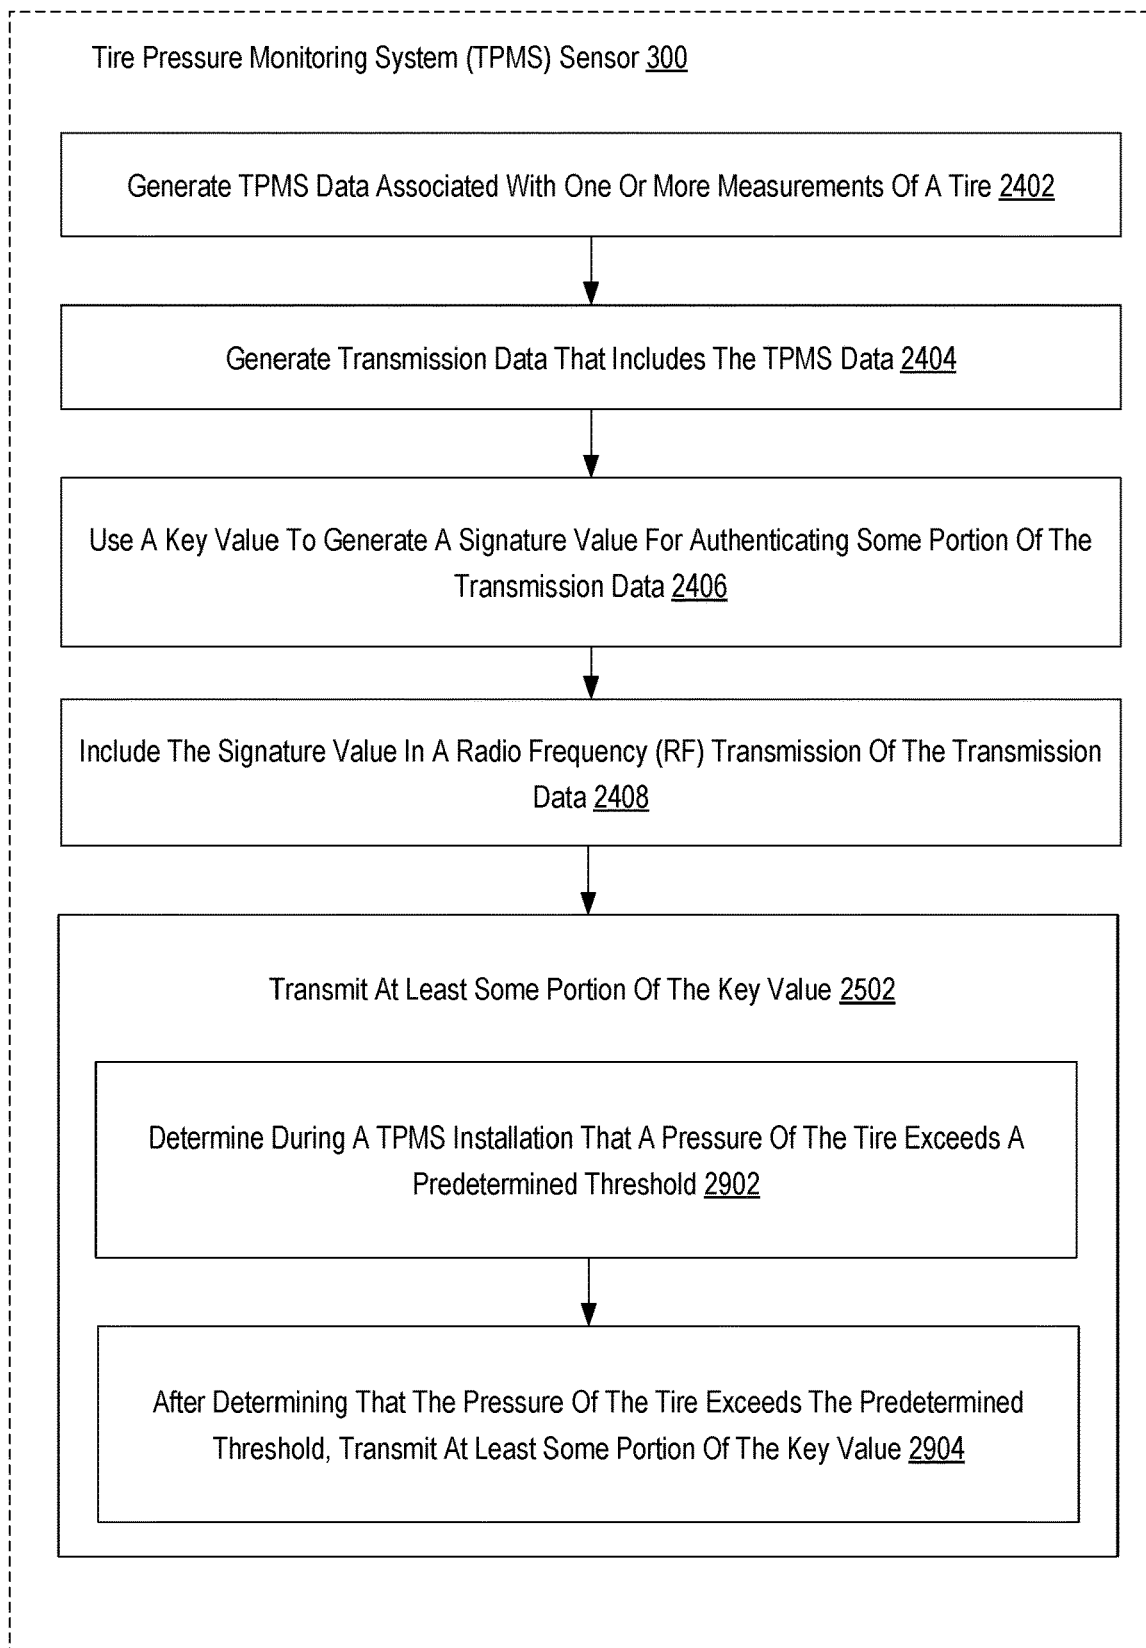 Tire Pressure Monitoring System (TPMS) Sensor 300
Generate TPMS Data Associated With One Or More Measurements Of A Tire 2402
Generate Transmission Data That Includes The TPMS Data 2404
Use A Key Value To Generate A Signature Value For Authenticating Some Portion Of The
Transmission Data 2406
Include The Signature Value In A Radio Frequency (RF) Transmission Of The Transmission
Data 2408
Transmit At Least Some Portion Of The Key Value 2502
Determine During A TPMS Installation That A Pressure Of The Tire Exceeds A
Predetermined Threshold 2902
After Determining That The Pressure Of The Tire Exceeds The Predetermined
Threshold, Transmit At Least Some Portion Of The Key Value 2904